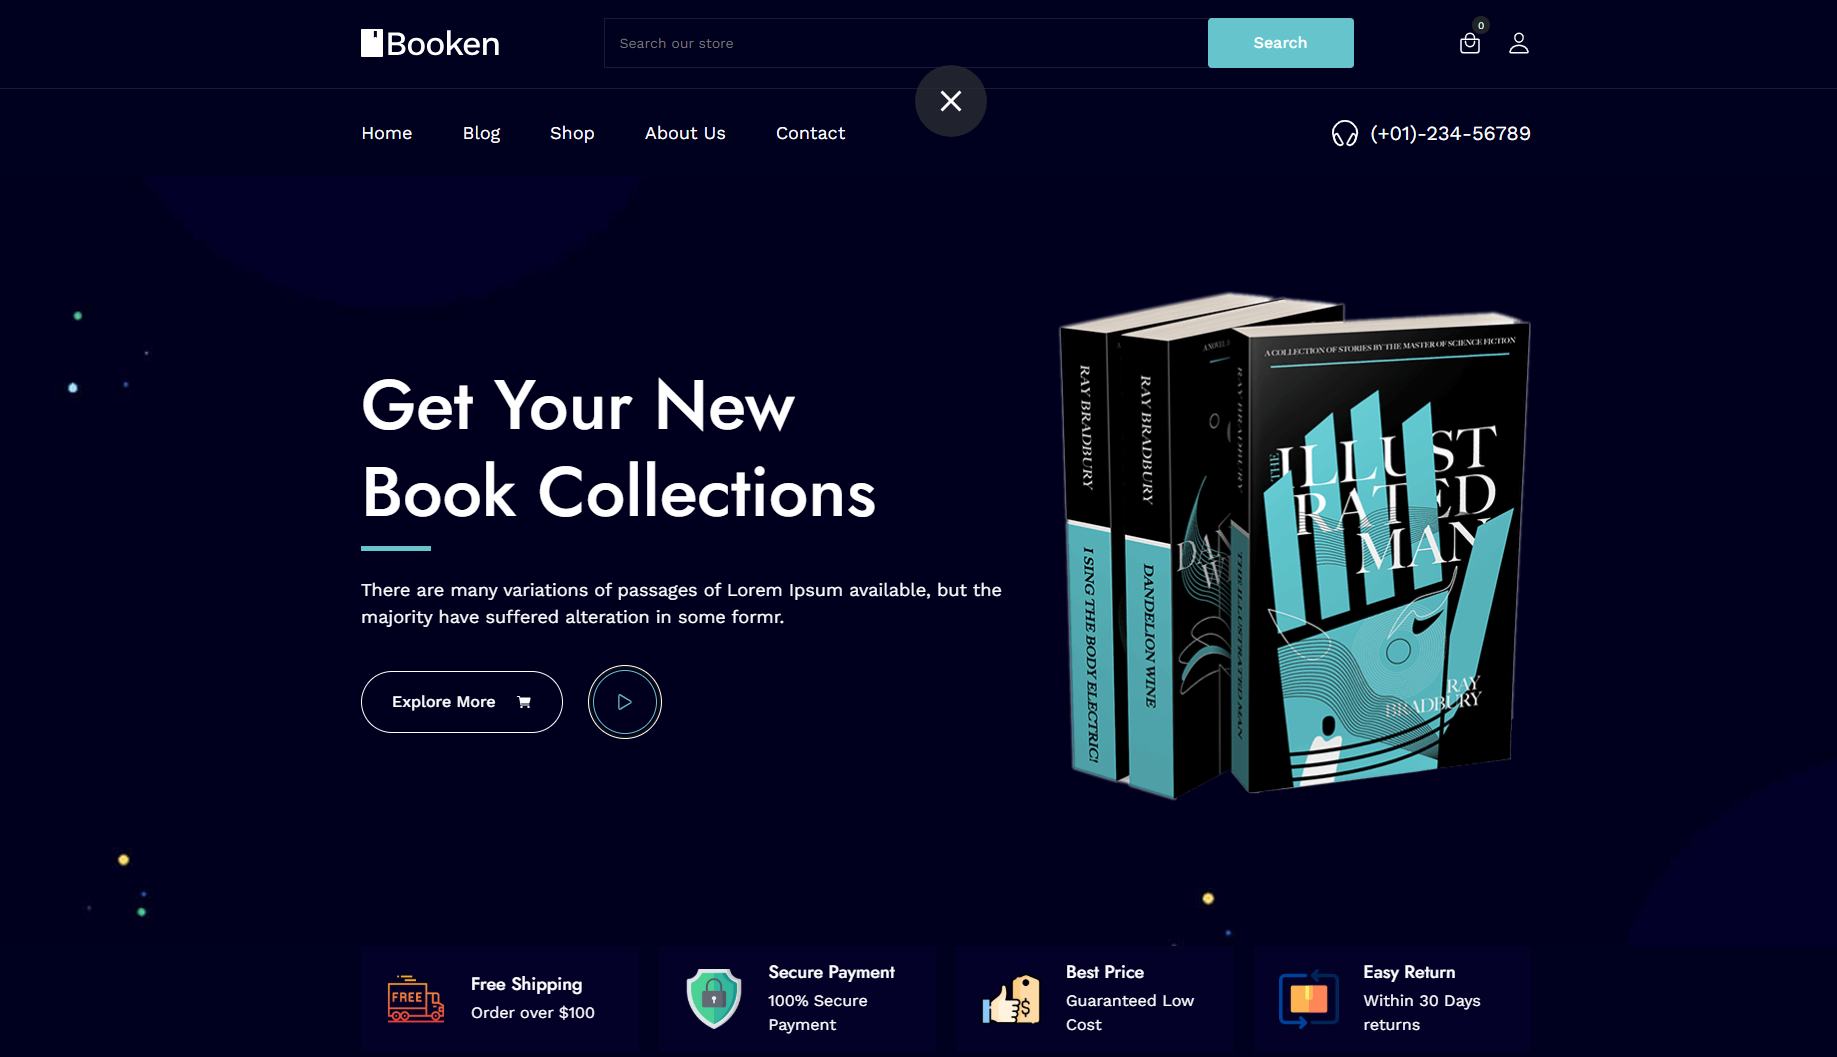 Booken
Search our store
Search
0
Home
Blog
Shop
About Us
Contact
(+01)-234-56789
Get Your New
Book Collections
There are many variations of passages of Lorem Ipsum available, but the
majority have suffered alteration in some formr.
Explore More
RAY BRADBURY
I SING THE BODY ELECTRIC!
A NOVEL
RAY BRADBURY
DANDELION WINE
RAY BRADBURY
THE ILLUSTRATED MAN
A COLLECTION OF STORIES BY THE MASTER OF SCIENCE FICTION
THE
ILLUST
RATED
MAN
RAY
BRADBURY
FREE
Free Shipping
Order over $100
Secure Payment
100% Secure
Payment
$
Best Price
Guaranteed Low
Cost
Easy Return
Within 30 Days
returns